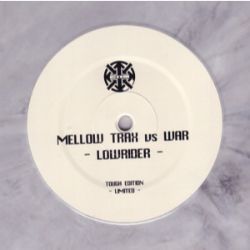 MELLOW TRAX vs WAR
- LOWRIDER -
TOUGH EDITION
- LIMITED -